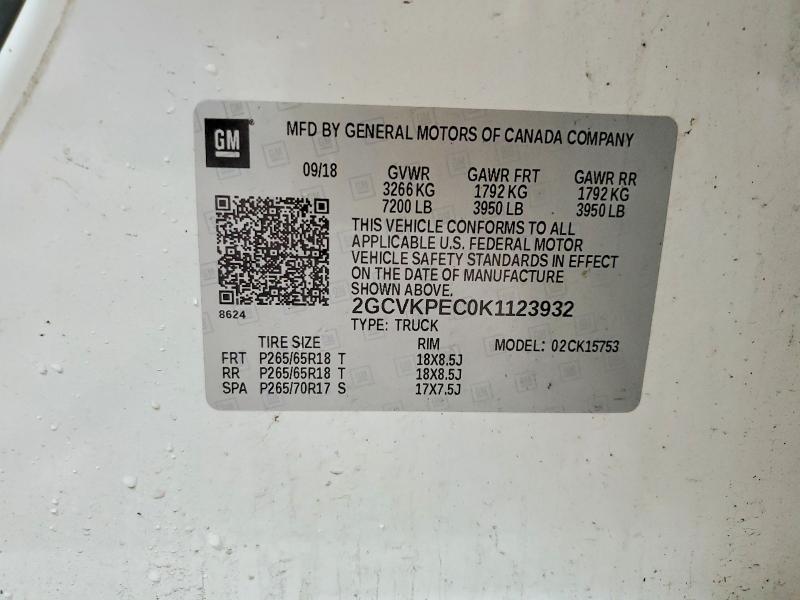 GM
MFD BY GENERAL MOTORS OF CANADA COMPANY
09/18 GVWR GAWR FRT GAWR RR
3266 KG 1792 KG 1792 KG
7200 LB 3950 LB 3950 LB
THIS VEHICLE CONFORMS TO ALL
APPLICABLE U.S. FEDERAL MOTOR
VEHICLE SAFETY STANDARDS IN EFFECT
ON THE DATE OF MANUFACTURE
SHOWN ABOVE.
2GCVKPEC0K1123932
8624
TYPE: TRUCK
TIRE SIZE RIM MODEL: 02CK15753
FRT P265/65R18 T 18X8.5J
RR P265/65R18 T 18X8.5J
SPA P265/70R17 S 17X7.5J